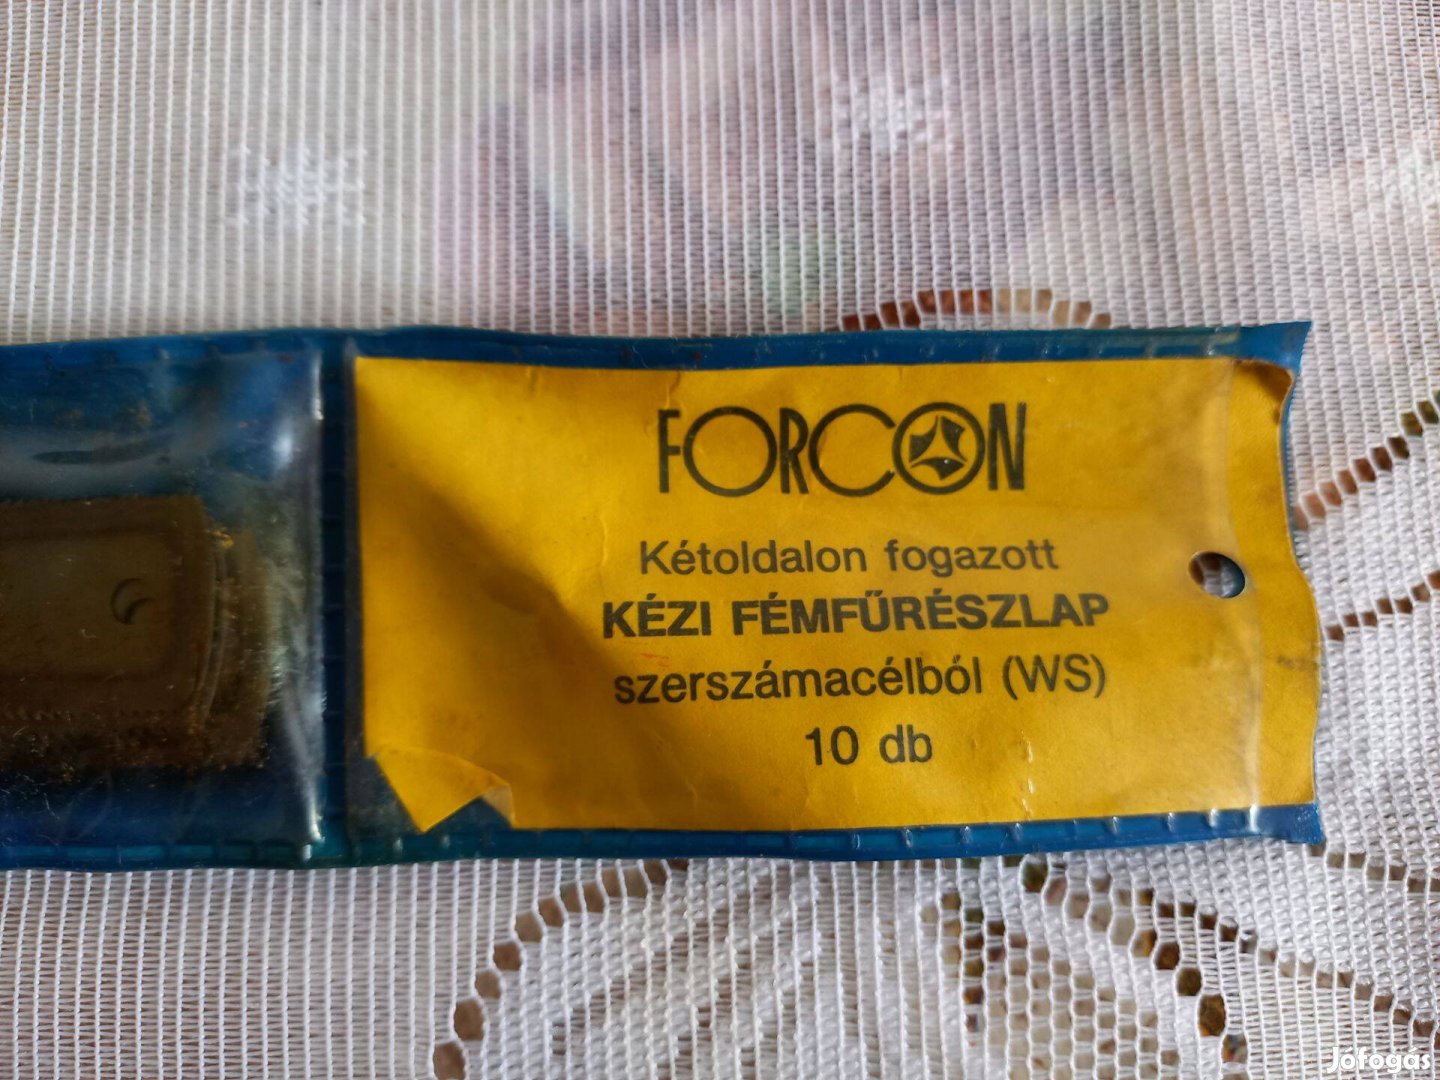 FORCON
Kétoldalon fogazott
KÉZI FÉMFŰRÉSZLAP
szerszámacélból (WS)
10 db
Jófogás